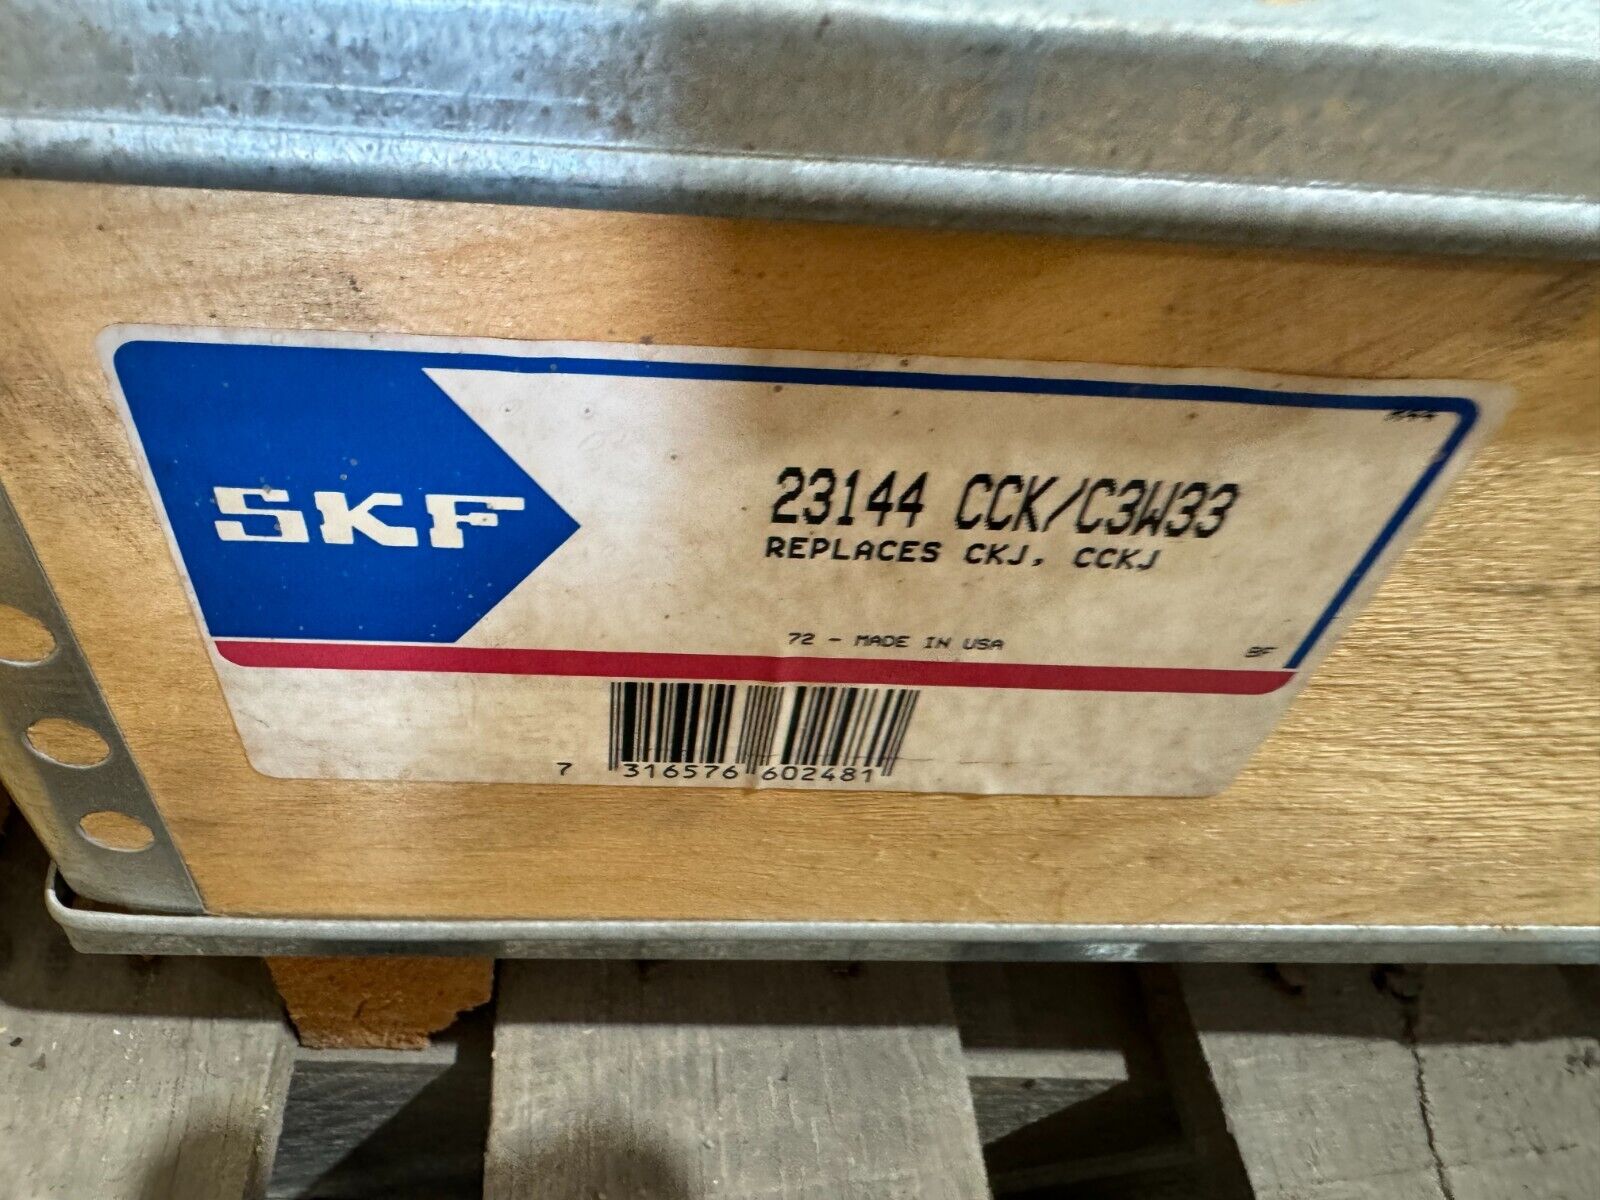 SKF
23144 CCK/C3W33
REPLACES CKJ, CCKJ
72 - MADE IN USA
7 316576 602481